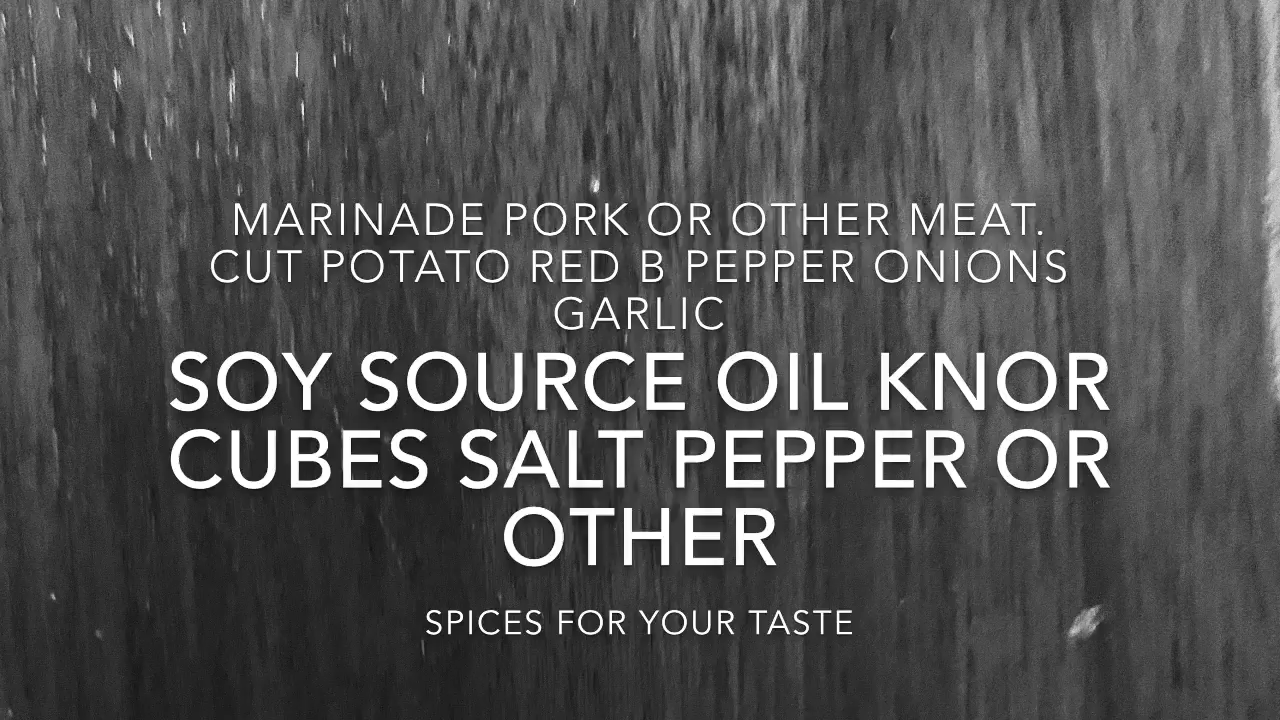 MARINADE PORK OR OTHER MEAT.
CUT POTATO RED B PEPPER ONIONS
GARLIC
SOY SOURCE OIL KNOR
CUBES SALT PEPPER OR
OTHER
SPICES FOR YOUR TASTE